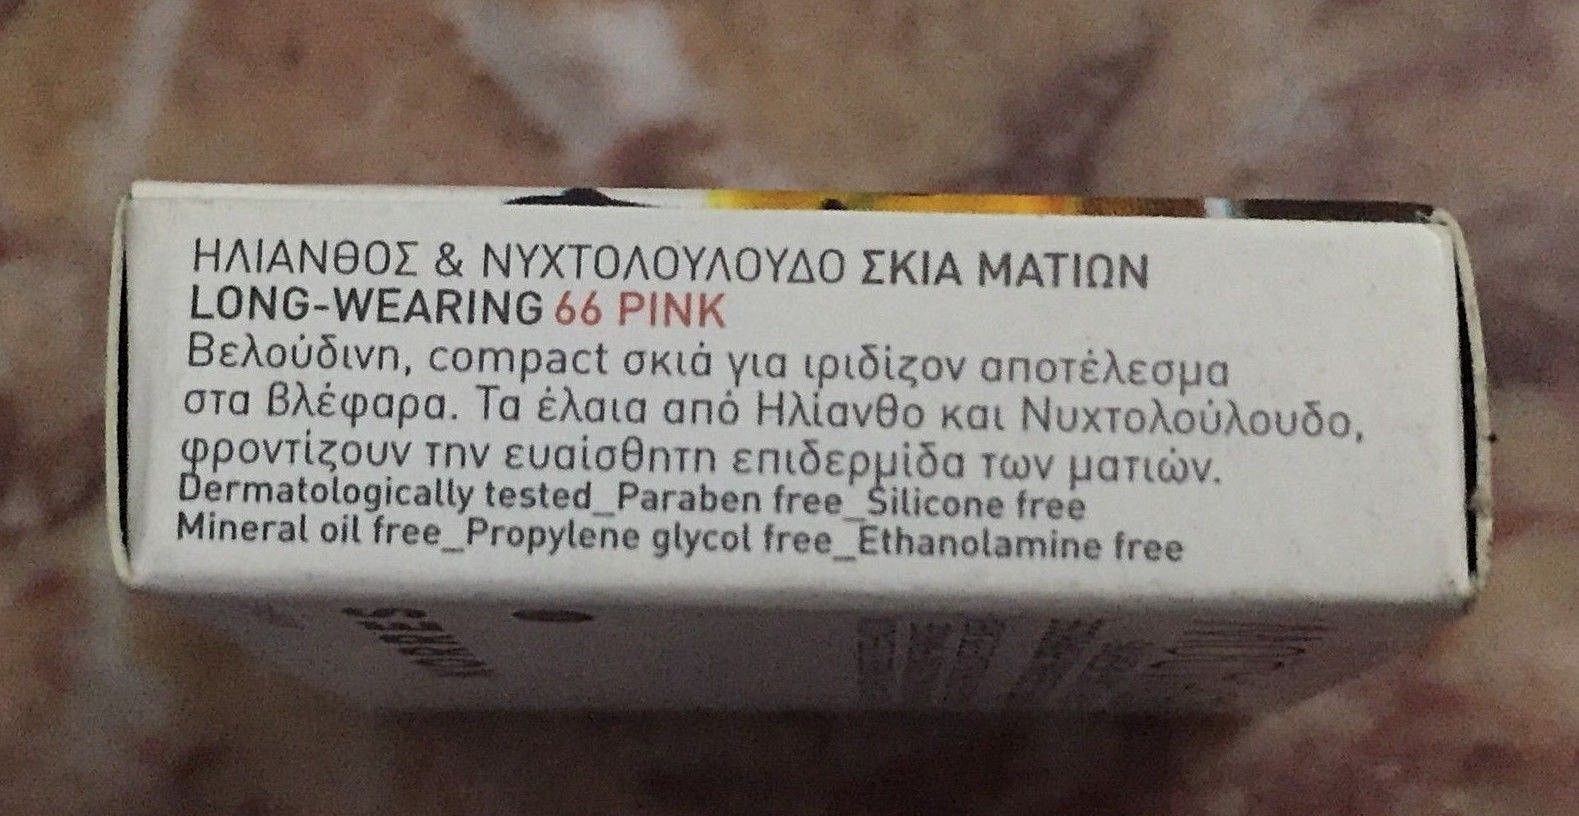 ΗΛΙΑΝΘΟΣ & ΝΥΧΤΟΛΟΥΛΟΥΔΟ ΣΚΙΑ ΜΑΤΙΩΝ
LONG-WEARING 66 PINK
Βελούδινη, compact σκιά για ιριδίζον αποτέλεσμα
στα βλέφαρα. Τα έλαια από Ηλίανθο και Νυχτολούλουδο,
φροντίζουν την ευαίσθητη επιδερμίδα των ματιών.
Dermatologically tested_Paraben free_Silicone free
Mineral oil free_Propylene glycol free_Ethanolamine free